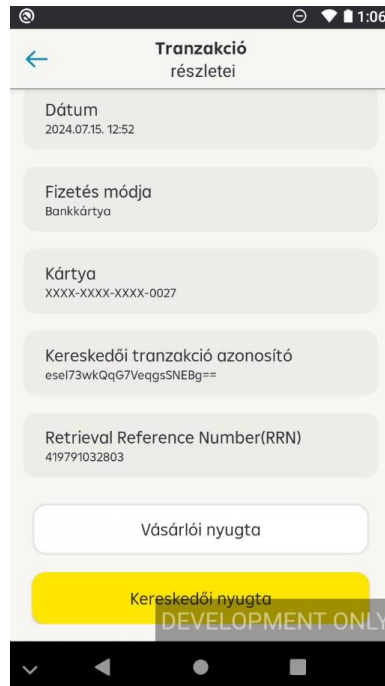 1:06
Tranzakció
részletei
Dátum
2024.07.15. 12:52
Fizetés módja
Bankkártya
Kártya
XXXX-XXXX-XXXX-0027
Kereskedői tranzakció azonosító
esel73wkQqG7VeqgsSNEBg==
Retrieval Reference Number(RRN)
419791032803
Vásárlói nyugta
Kereskedői nyugta
DEVELOPMENT ONLY